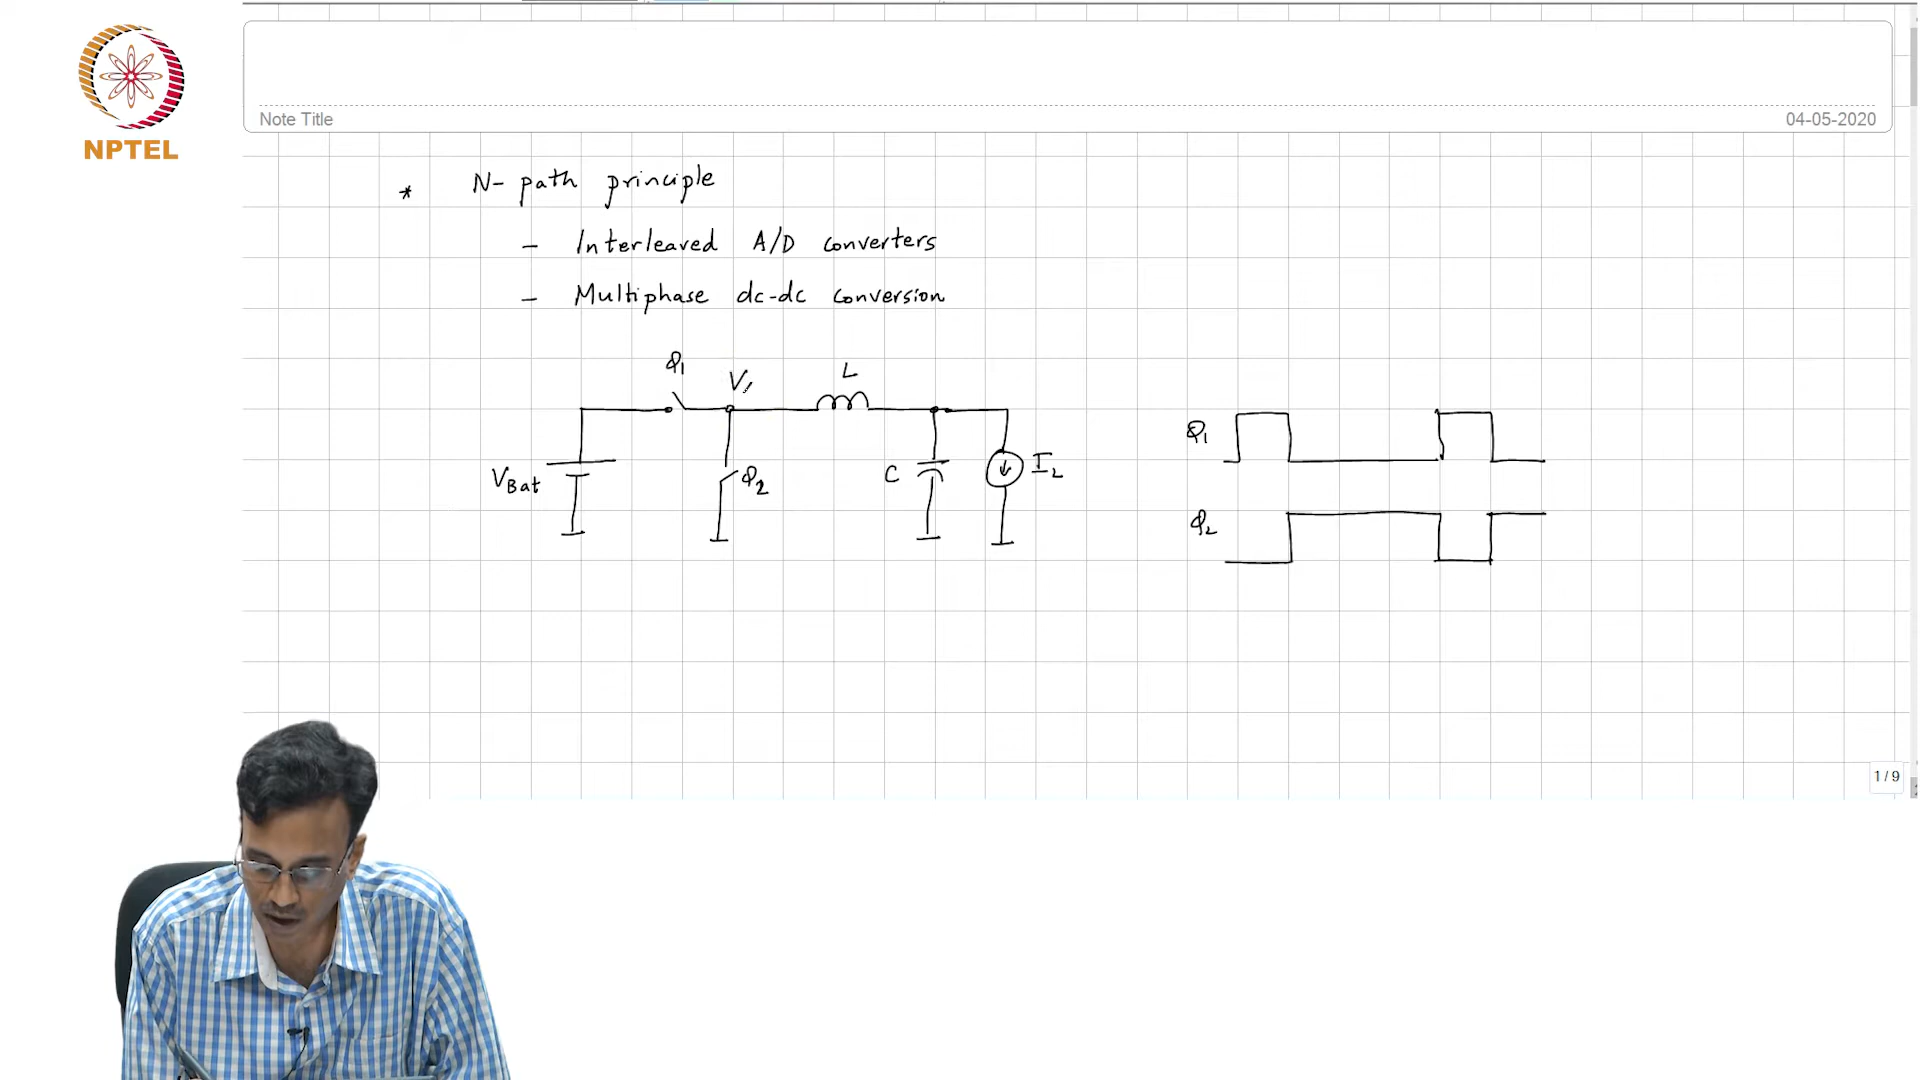 NPTEL
Note Title
04-05-2020
* N-path principle
- Interleaved A/D converters
- Multiphase dc-dc conversion
Φ1
V1
L
VBat
Φ2
C
IL
Φ1
Φ2
1 / 9